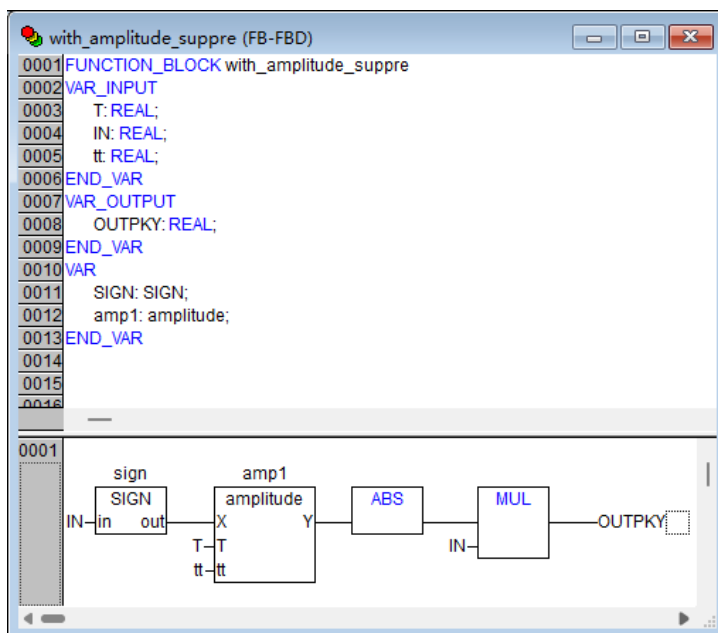 with_amplitude_suppre (FB-FBD)
0001 FUNCTION_BLOCK with_amplitude_suppre
0002 VAR_INPUT
0003 T: REAL;
0004 IN: REAL;
0005 tt: REAL;
0006 END_VAR
0007 VAR_OUTPUT
0008 OUTPKY: REAL;
0009 END_VAR
0010 VAR
0011 SIGN: SIGN;
0012 amp1: amplitude;
0013 END_VAR
0014
0015
0016
0001
sign amp1
SIGN amplitude ABS MUL
IN in out X Y OUTPKY
T T IN
tt tt